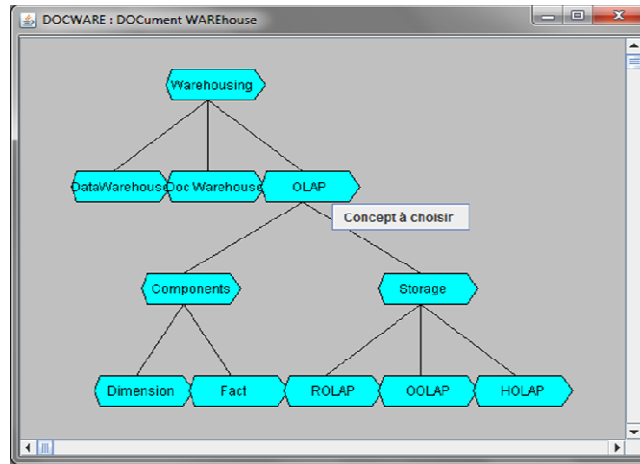 DOCWARE : DOCument WAREhouse
Warehousing
DataWarehouse Doc Warehouse OLAP
Concept à choisir
Components Storage
Dimension Fact ROLAP OOLAP HOLAP